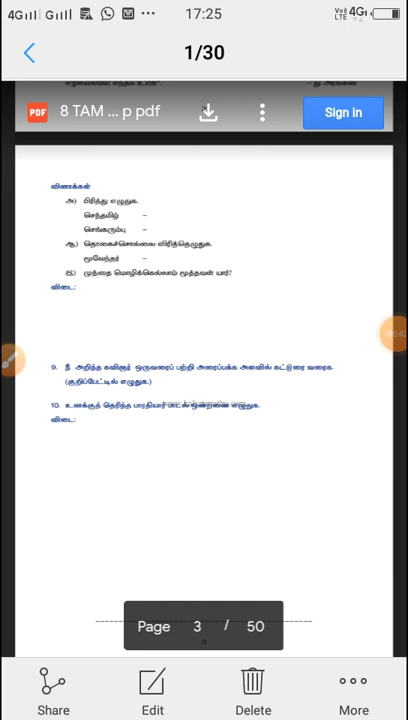 17:25
4G
1/30
PDF 8 TAM ... p pdf Sign in
வினாக்கள்
அ) பிரித்து எழுதுக.
செந்தமிழ் –
செங்கரும்பு –
ஆ) தொகைச்சொல்லை விரித்தெழுதுக.
மூவேந்தர் –
இ) முந்தை மொழிக்கெல்லாம் மூத்தவள் யார்?
விடை:
9. நீ அறிந்த கவிஞர் ஒருவரைப் பற்றி அரைப்பக்க அளவில் கட்டுரை வரைக.
(குறிப்பேட்டில் எழுதுக.)
10. உனக்குத் தெரிந்த பாரதியார் பாடல் ஒன்றினை எழுதுக.
விடை:
Page 3 / 50
Share Edit Delete More